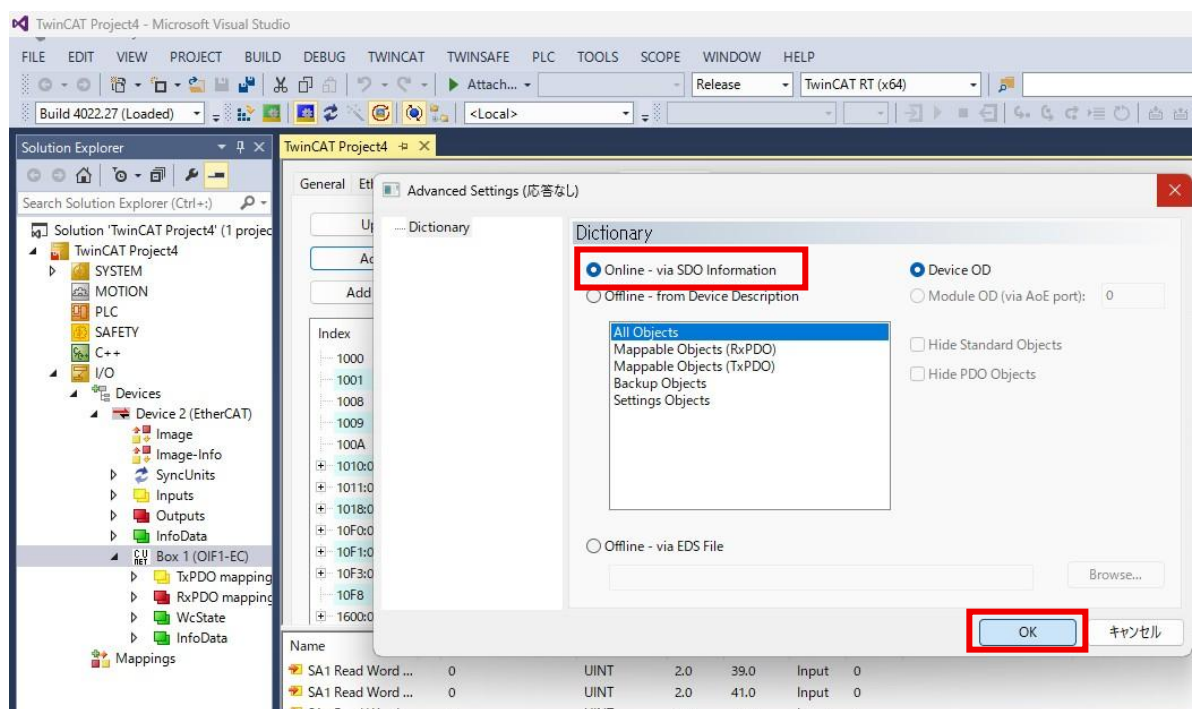 TwinCAT Project4 - Microsoft Visual Studio
FILE EDIT VIEW PROJECT BUILD DEBUG TWINCAT TWINSAFE PLC TOOLS SCOPE WINDOW HELP
Attach... Release TwinCAT RT (x64)
Build 4022.27 (Loaded) <Local>
Solution Explorer
Search Solution Explorer (Ctrl+:)
Solution 'TwinCAT Project4' (1 projec
TwinCAT Project4
SYSTEM
MOTION
PLC
SAFETY
C++
I/O
Devices
Device 2 (EtherCAT)
Image
Image-Info
SyncUnits
Inputs
Outputs
InfoData
Box 1 (OIF1-EC)
TxPDO mapping
RxPDO mapping
WcState
InfoData
Mappings
TwinCAT Project4
General Et
Up
Ad
Add
Index
1000
1001
1008
1009
100A
1010:0
1011:0
1018:0
10F0:0
10F1:0
10F3:0
10F8
1600:0
Advanced Settings (応答なし)
Dictionary
Dictionary
Online - via SDO Information
Offline - from Device Description
All Objects
Mappable Objects (RxPDO)
Mappable Objects (TxPDO)
Backup Objects
Settings Objects
Device OD
Module OD (via AoE port): 0
Hide Standard Objects
Hide PDO Objects
Offline - via EDS File
Browse...
OK キャンセル
Name
SA1 Read Word ... 0 UINT 2.0 39.0 Input 0
SA1 Read Word ... 0 UINT 2.0 41.0 Input 0